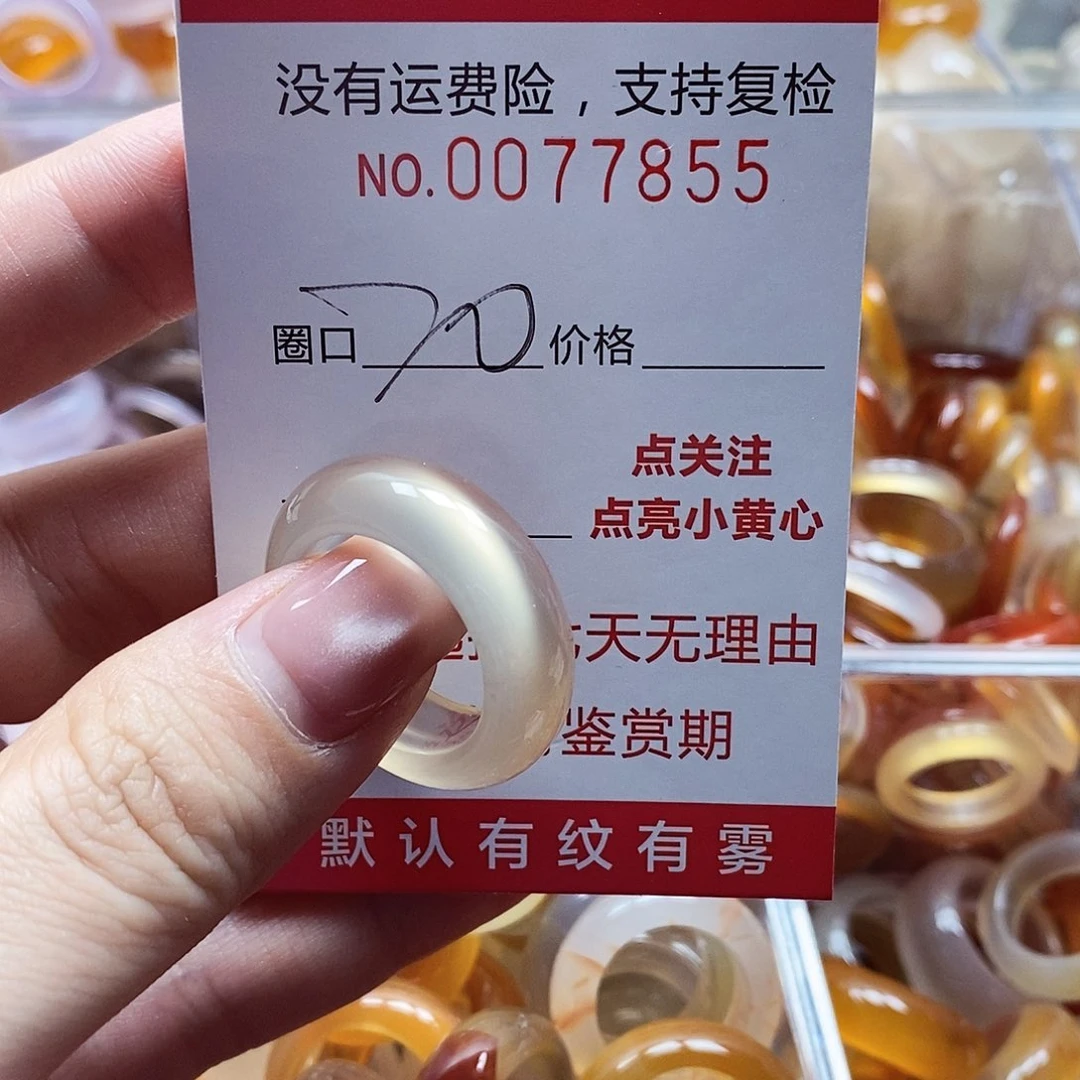 没有运费险，支持复检
NO.0077855
圈口 70 价格
点关注
点亮小黄心
天无理由
鉴赏期
默认有纹有雾